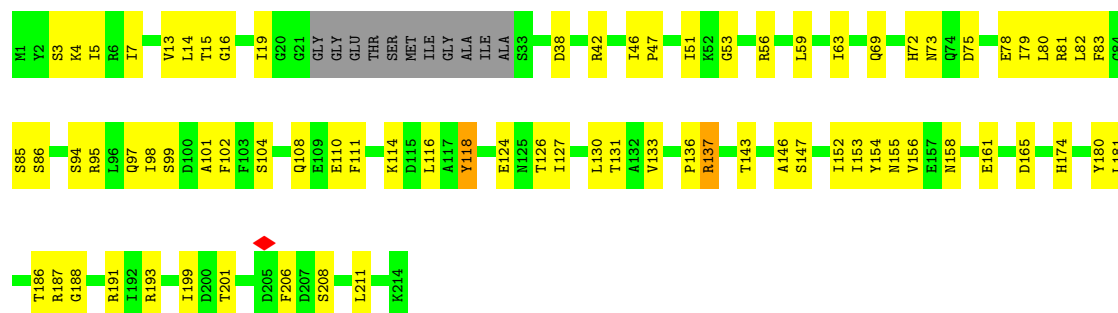 M1 Y2 S3 K4 I5 R6 I7 V13 L14 T15 G16 I19 G20 G21 GLY GLY GLU THR SER MET ILE GLY ALA ILE ALA S33 D38 R42 I46 P47 I51 K52 G53 R56 L59 I63 Q69 H72 N73 Q74 D75 E78 I79 L80 R81 L82 F83 G84
S85 S86 S94 R95 L96 Q97 I98 S99 D100 A101 F102 F103 S104 Q108 E109 E110 F111 K114 D115 L116 A117 Y118 E124 N125 T126 I127 L130 T131 A132 V133 P136 R137 T143 A146 S147 I152 I153 Y154 N155 V156 E157 N158 E161 D165 H174 Y180 L181
T186 R187 G188 R191 I192 R193 I199 D200 T201 D205 F206 D207 S208 L211 K214